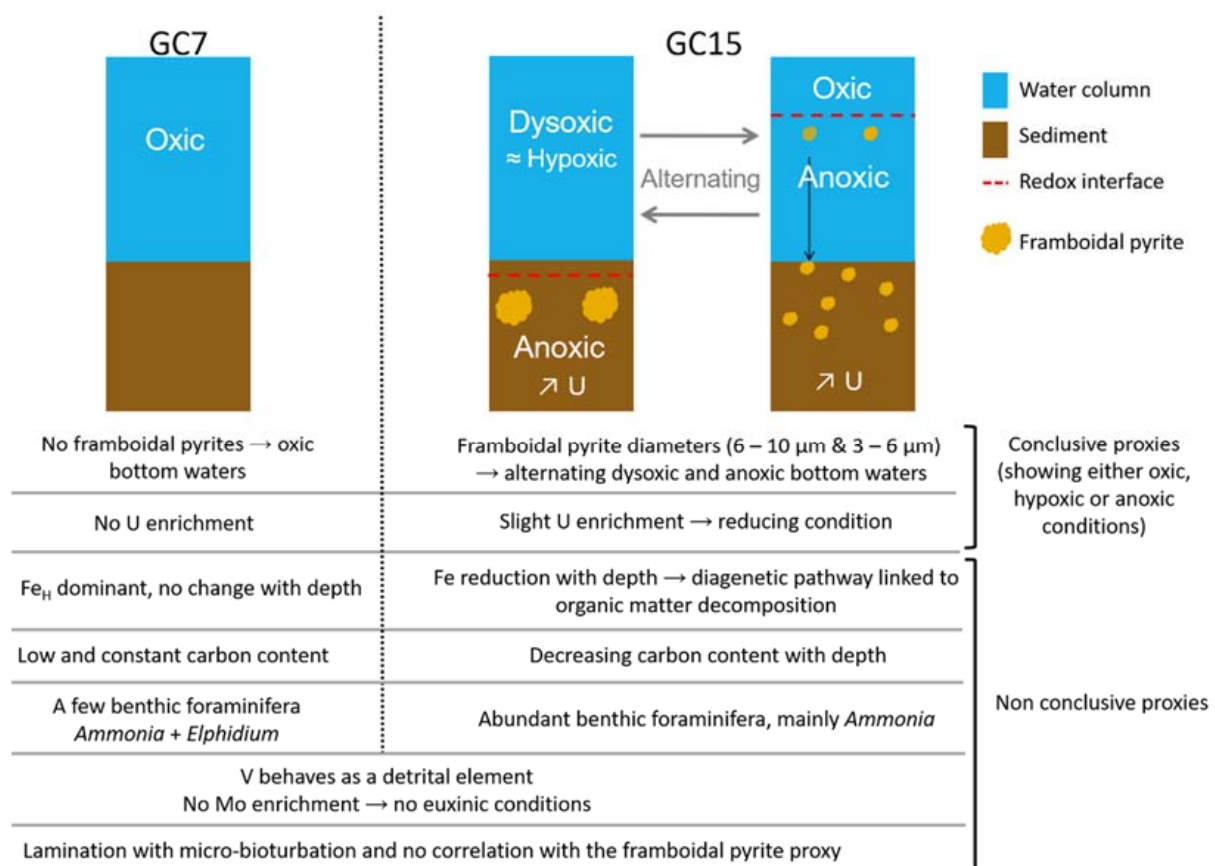 GC7
GC15
Oxic
Dysoxic
≈ Hypoxic
Alternating
Oxic
Anoxic
Anoxic
↗ U
↗ U
Water column
Sediment
Redox interface
Framboidal pyrite
No framboidal pyrites → oxic
bottom waters
Framboidal pyrite diameters (6 – 10 µm & 3 – 6 µm)
→ alternating dysoxic and anoxic bottom waters
No U enrichment
Slight U enrichment → reducing condition
Conclusive proxies
(showing either oxic,
hypoxic or anoxic
conditions)
FeH dominant, no change with depth
Fe reduction with depth → diagenetic pathway linked to
organic matter decomposition
Low and constant carbon content
Decreasing carbon content with depth
A few benthic foraminifera
Ammonia + Elphidium
Abundant benthic foraminifera, mainly Ammonia
V behaves as a detrital element
No Mo enrichment → no euxinic conditions
Lamination with micro-bioturbation and no correlation with the framboidal pyrite proxy
Non conclusive proxies